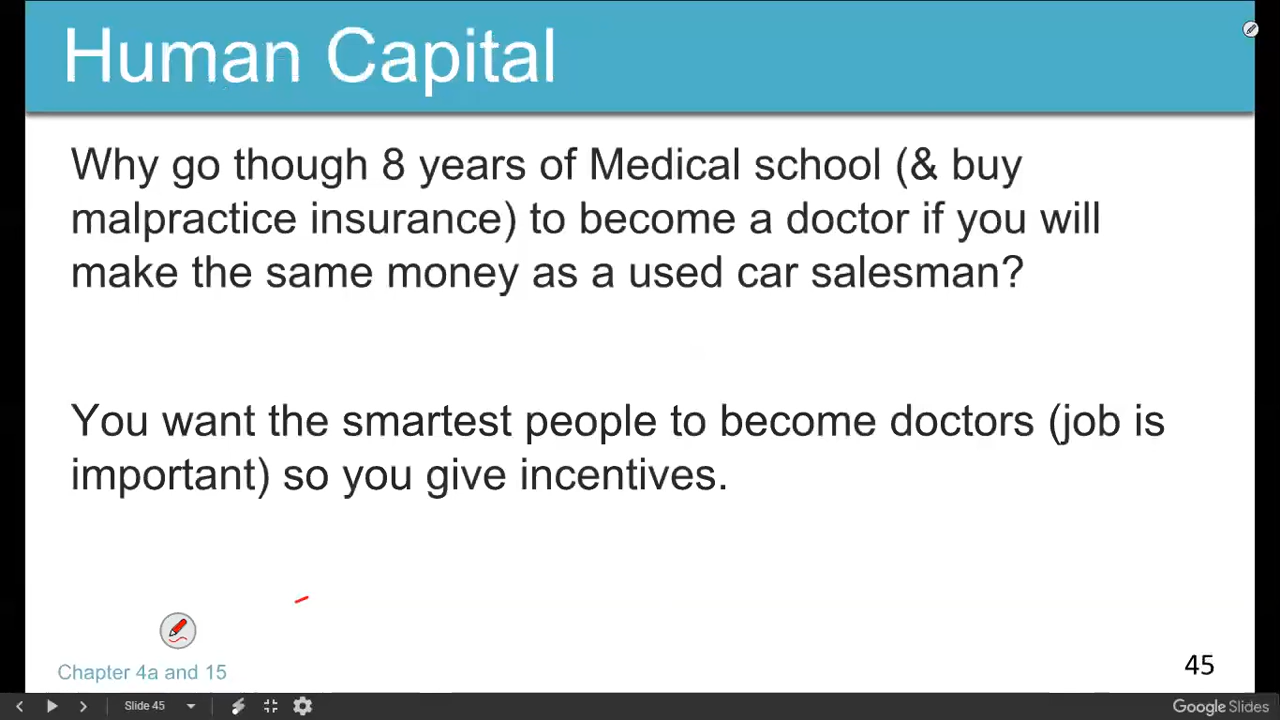 Human Capital
Why go though 8 years of Medical school (& buy
malpractice insurance) to become a doctor if you will
make the same money as a used car salesman?
You want the smartest people to become doctors (job is
important) so you give incentives.
Chapter 4a and 15
45
Slide 45
Google Slides